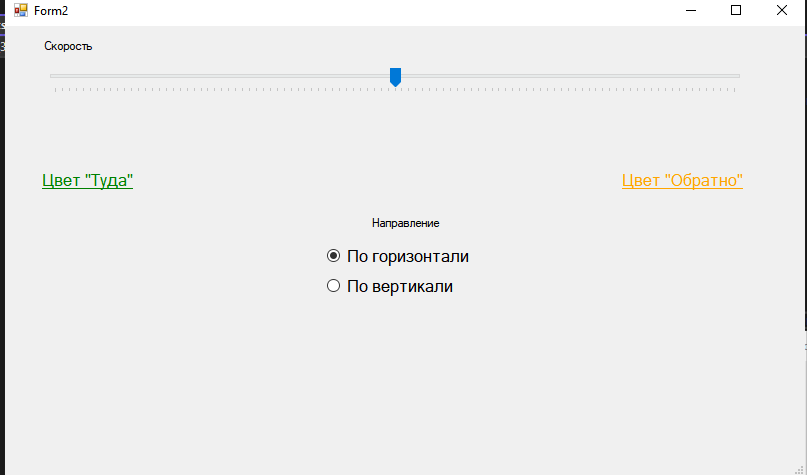 Form2
Скорость
Цвет "Туда"
Цвет "Обратно"
Направление
По горизонтали
По вертикали